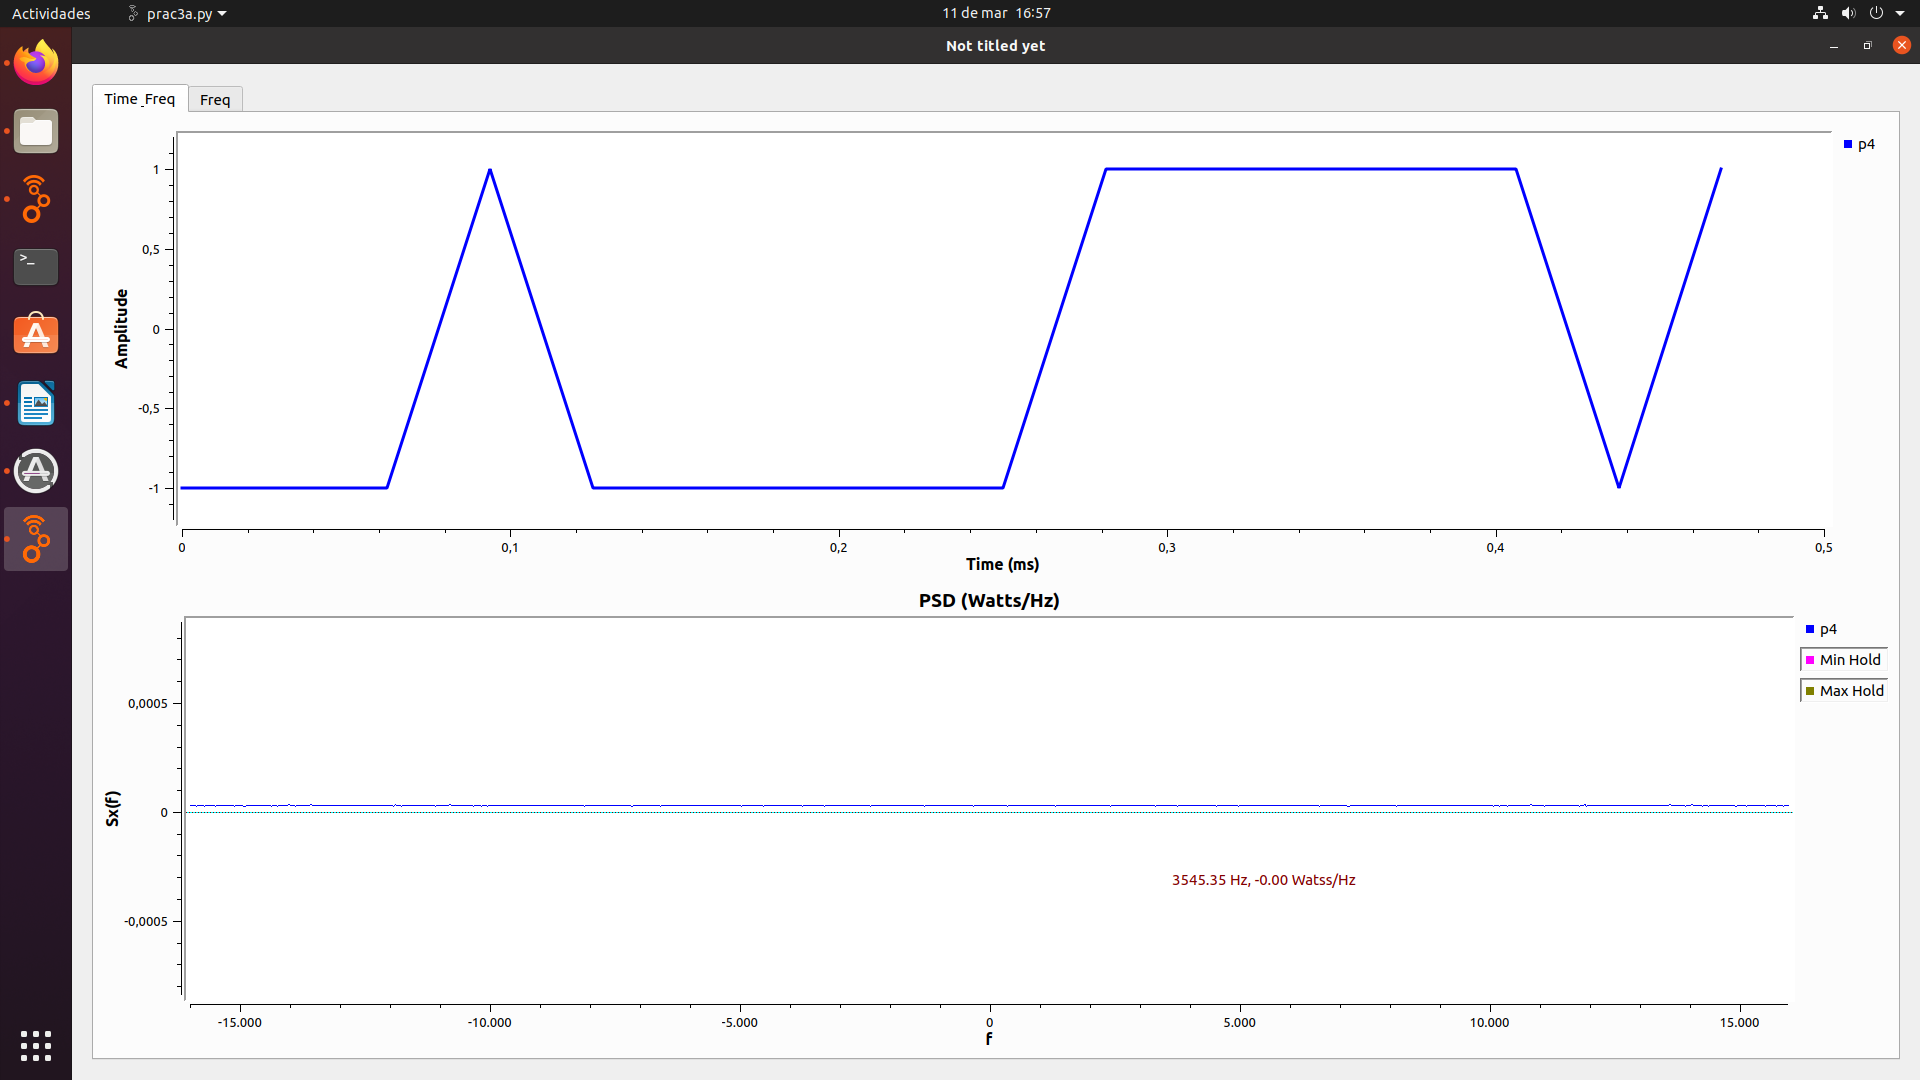 Actividades
prac3a.py
11 de mar 16:57
Not titled yet
Time_Freq
Freq
p4
1
0,5
0
-0,5
-1
Amplitude
0
0,1
0,2
0,3
0,4
0,5
Time (ms)
PSD (Watts/Hz)
p4
Min Hold
Max Hold
0,0005
0
-0,0005
Sx(f)
3545.35 Hz, -0.00 Watss/Hz
-15.000
-10.000
-5.000
0
5.000
10.000
15.000
f